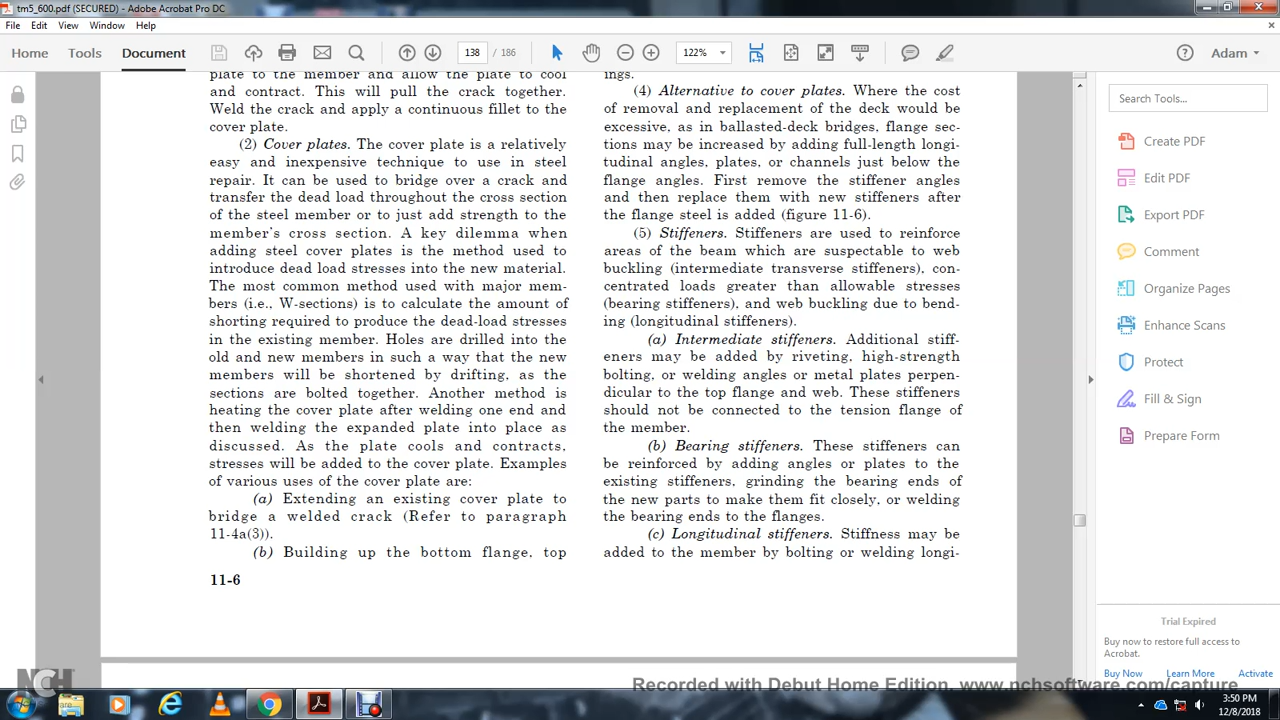 tm5_600.pdf (SECURED) - Adobe Acrobat Pro DC
File Edit View Window Help
Home Tools Document 138 / 186 122% Adam
plate to the member and allow the plate to cool
and contract. This will pull the crack together.
Weld the crack and apply a continuous fillet to the
cover plate.
(2) Cover plates. The cover plate is a relatively
easy and inexpensive technique to use in steel
repair. It can be used to bridge over a crack and
transfer the dead load throughout the cross section
of the steel member or to just add strength to the
member's cross section. A key dilemma when
adding steel cover plates is the method used to
introduce dead load stresses into the new material.
The most common method used with major mem-
bers (i.e., W-sections) is to calculate the amount of
shorting required to produce the dead-load stresses
in the existing member. Holes are drilled into the
old and new members in such a way that the new
members will be shortened by drifting, as the
sections are bolted together. Another method is
heating the cover plate after welding one end and
then welding the expanded plate into place as
discussed. As the plate cools and contracts,
stresses will be added to the cover plate. Examples
of various uses of the cover plate are:
(a) Extending an existing cover plate to
bridge a welded crack (Refer to paragraph
11-4a(3)).
(b) Building up the bottom flange, top
11-6
ings.
(4) Alternative to cover plates. Where the cost
of removal and replacement of the deck would be
excessive, as in ballasted-deck bridges, flange sec-
tions may be increased by adding full-length longi-
tudinal angles, plates, or channels just below the
flange angles. First remove the stiffener angles
and then replace them with new stiffeners after
the flange steel is added (figure 11-6).
(5) Stiffeners. Stiffeners are used to reinforce
areas of the beam which are suspectable to web
buckling (intermediate transverse stiffeners), con-
centrated loads greater than allowable stresses
(bearing stiffeners), and web buckling due to bend-
ing (longitudinal stiffeners).
(a) Intermediate stiffeners. Additional stiff-
eners may be added by riveting, high-strength
bolting, or welding angles or metal plates perpen-
dicular to the top flange and web. These stiffeners
should not be connected to the tension flange of
the member.
(b) Bearing stiffeners. These stiffeners can
be reinforced by adding angles or plates to the
existing stiffeners, grinding the bearing ends of
the new parts to make them fit closely, or welding
the bearing ends to the flanges.
(c) Longitudinal stiffeners. Stiffness may be
added to the member by bolting or welding longi-
Search Tools...
Create PDF
Edit PDF
Export PDF
Comment
Organize Pages
Enhance Scans
Protect
Fill & Sign
Prepare Form
Trial Expired
Buy now to restore full access to
Acrobat.
Buy Now Learn More Activate
NCH
Recorded with Debut Home Edition. www.nchsoftware.com/capture
3:50 PM
12/8/2018